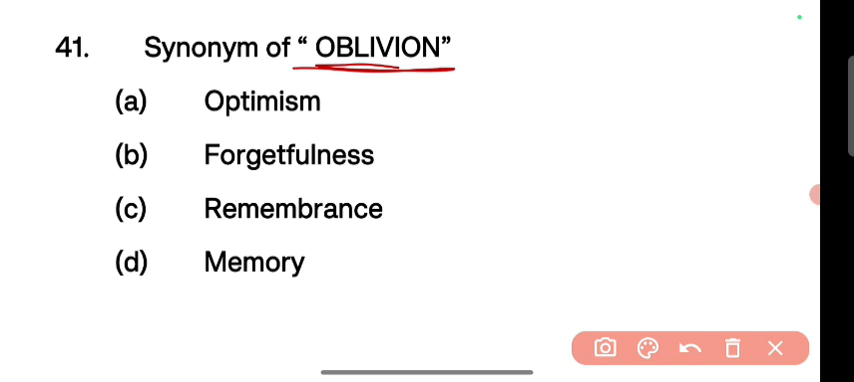 41. Synonym of “ OBLIVION”
(a) Optimism
(b) Forgetfulness
(c) Remembrance
(d) Memory